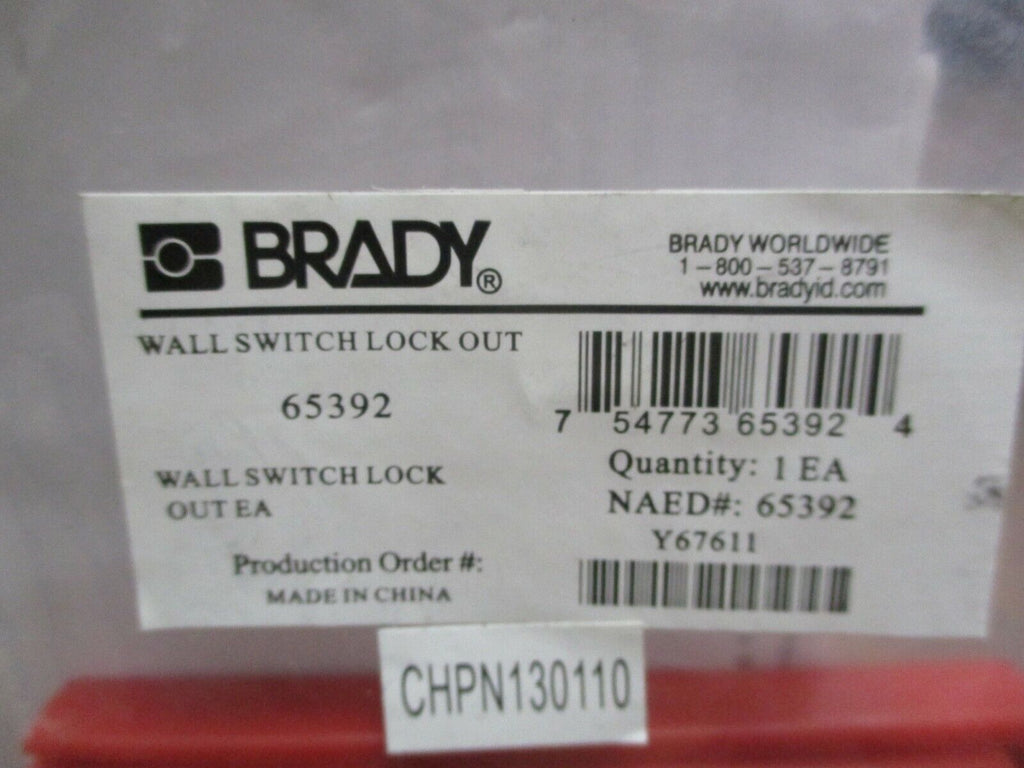 BRADY®
BRADY WORLDWIDE
1-800-537-8791
www.bradyid.com
WALL SWITCH LOCK OUT
65392
7 54773 65392 4
WALL SWITCH LOCK
OUT EA
Quantity: 1 EA
NAED#: 65392
Y67611
Production Order #:
MADE IN CHINA
CHPN130110